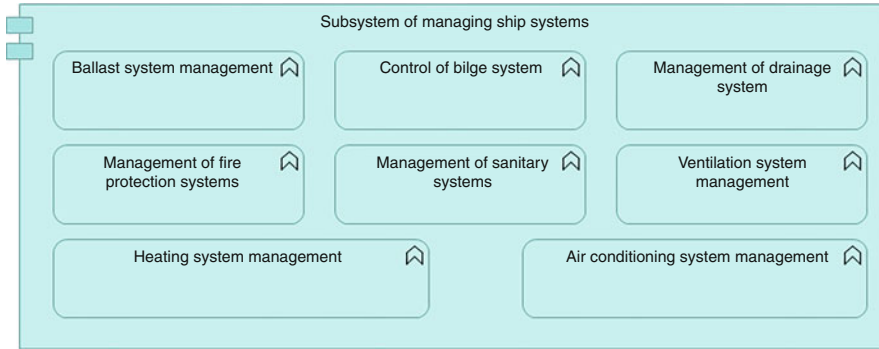 Subsystem of managing ship systems
Ballast system management
Control of bilge system
Management of drainage
system
Management of fire
protection systems
Management of sanitary
systems
Ventilation system
management
Heating system management
Air conditioning system management